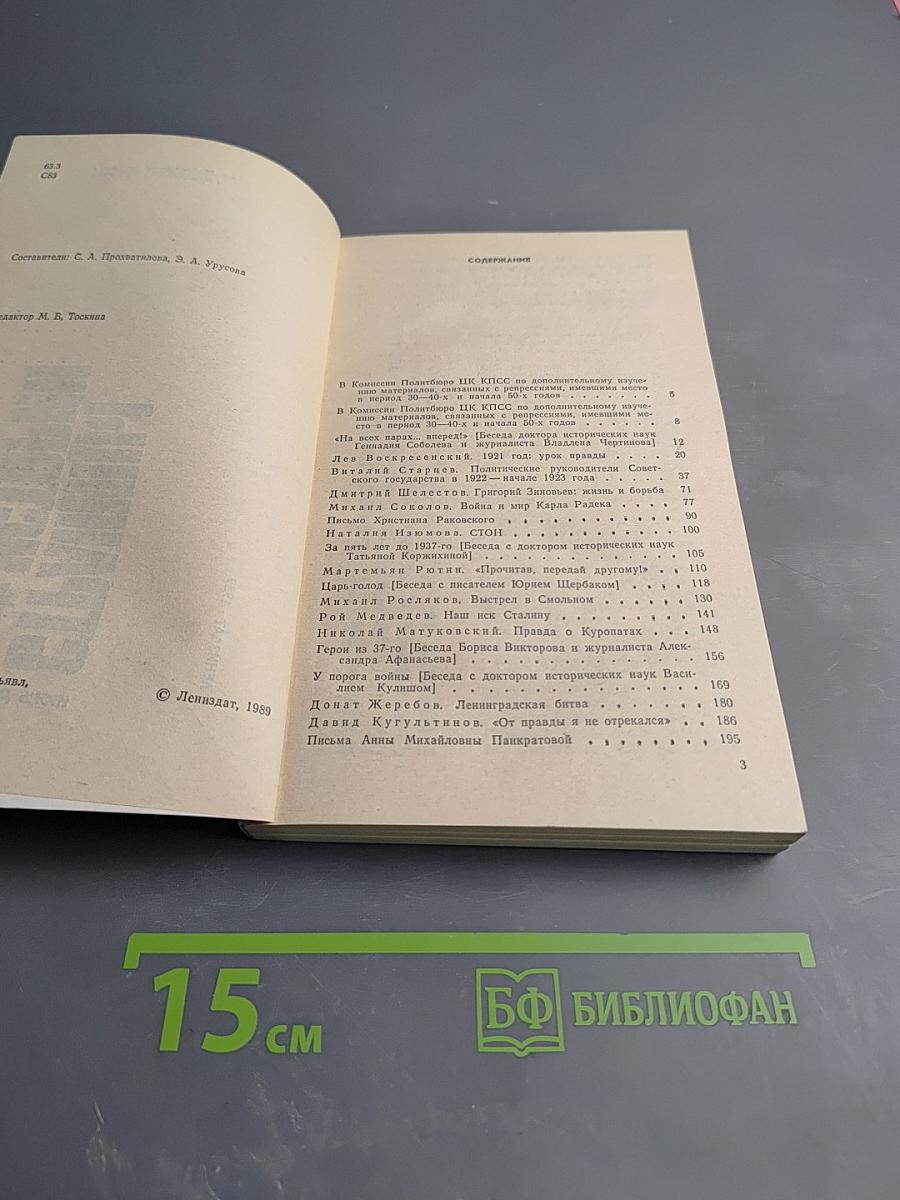 63.3
С83
Составители: С. А. Прохватилова, Э. А. Урусова
М. В. Тоскина
© Лениздат, 1989
СОДЕРЖАНИЕ
В Комиссии Политбюро ЦК КПСС по дополнительному изуче-
нию материалов, связанных с репрессиями, имевшими место
в период 30—40-х и начала 50-х годов . . . . . . . 5
В Комиссии Политбюро ЦК КПСС по дополнительному изуче-
нию материалов, связанных с репрессиями, имевшими ме-
сто в период 30—40-х и начала 50-х годов . . . . . . 8
«На всех парах... вперед!» [Беседа доктора исторических наук
Геннадия Соболева и журналиста Владлена Чертинова] 12
Лев Воскресенский. 1921 год: урок правды . . . . 20
Виталий Старцев. Политические руководители Совет-
ского государства в 1922 — начале 1923 года . . . . . 37
Дмитрий Шелестов. Григорий Зиновьев: жизнь и борьба 71
Михаил Соколов. Война и мир Карла Радека . . . . 77
Письмо Христиана Раковского . . . . . . . . . 90
Наталия Изюмова. СТОН . . . . . . . . . . 100
За пять лет до 1937-го [Беседа с доктором исторических наук
Татьяной Коржихиной] . . . . . . . . . . . 105
Мартемьян Рютин. «Прочитав, передай другому!» . . 110
Царь-голод [Беседа с писателем Юрием Щербаком] . . . . 118
Михаил Росляков. Выстрел в Смольном . . . . . 130
Рой Медведев. Наш иск Сталину . . . . . . . 141
Николай Матуковский. Правда о Куропатах . . . 148
Герои из 37-го [Беседа Бориса Викторова и журналиста Алек-
сандра Афанасьева] . . . . . . . . . . . . 156
У порога войны [Беседа с доктором исторических наук Васи-
лием Кулишом] . . . . . . . . . . . . . 169
Донат Жеребов. Ленинградская битва . . . . . . 180
Давид Кугультинов. «От правды я не отрекался» . . 186
Письма Анны Михайловны Панкратовой . . . . . . . . 195
3
15 см
БФ БИБЛИОФАН